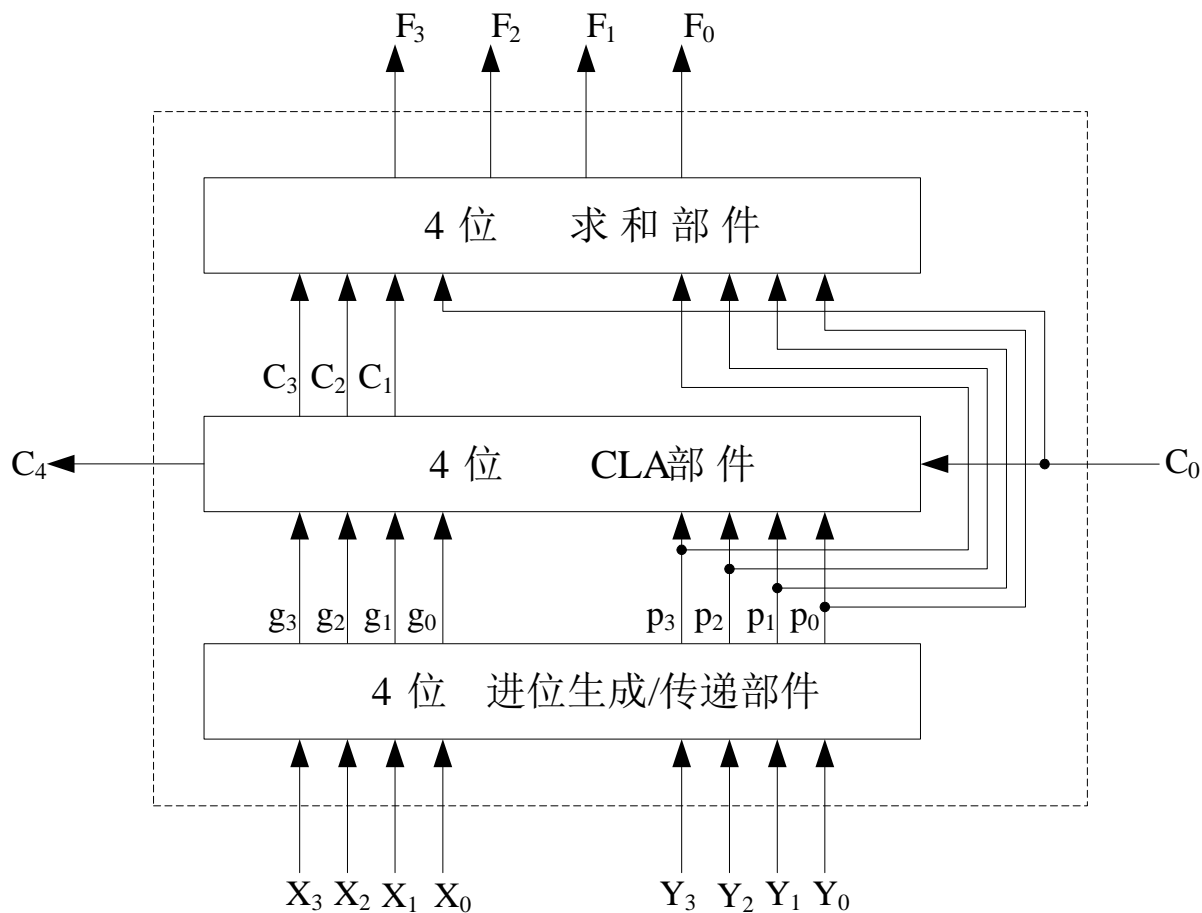 F₃ F₂ F₁ F₀
4 位 求 和 部 件
C₃ C₂ C₁
C₄ 4 位 CLA部 件 C₀
g₃ g₂ g₁ g₀ p₃ p₂ p₁ p₀
4 位 进位生成/传递部件
X₃ X₂ X₁ X₀ Y₃ Y₂ Y₁ Y₀